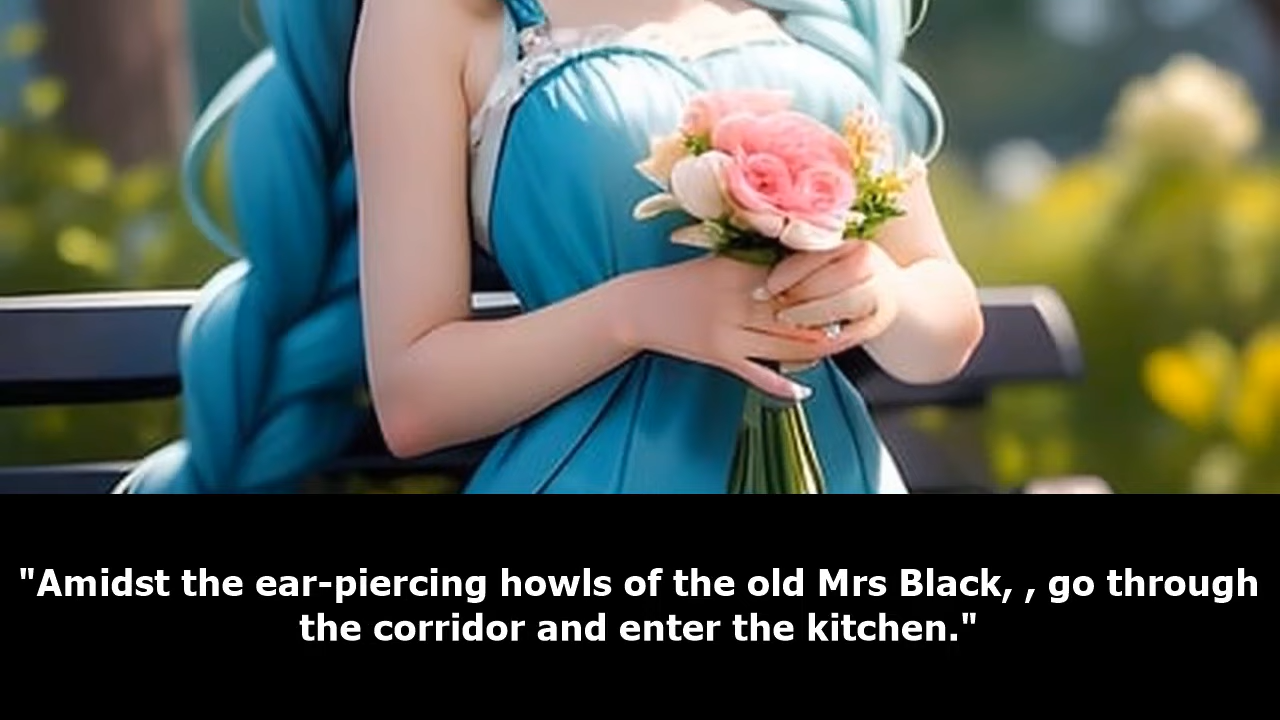 "Amidst the ear-piercing howls of the old Mrs Black, , go through
the corridor and enter the kitchen."